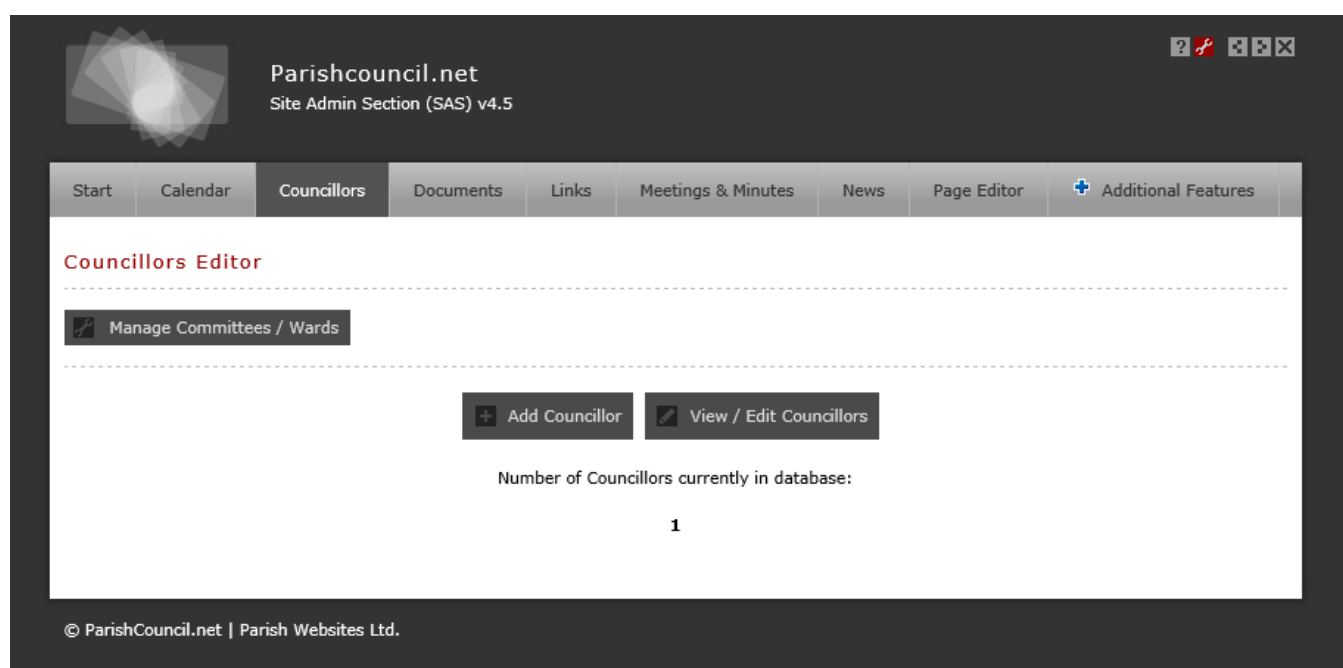 Parishcouncil.net
Site Admin Section (SAS) v4.5
?
Start Calendar Councillors Documents Links Meetings & Minutes News Page Editor Additional Features
Councillors Editor
Manage Committees / Wards
Add Councillor View / Edit Councillors
Number of Councillors currently in database:
1
© ParishCouncil.net | Parish Websites Ltd.